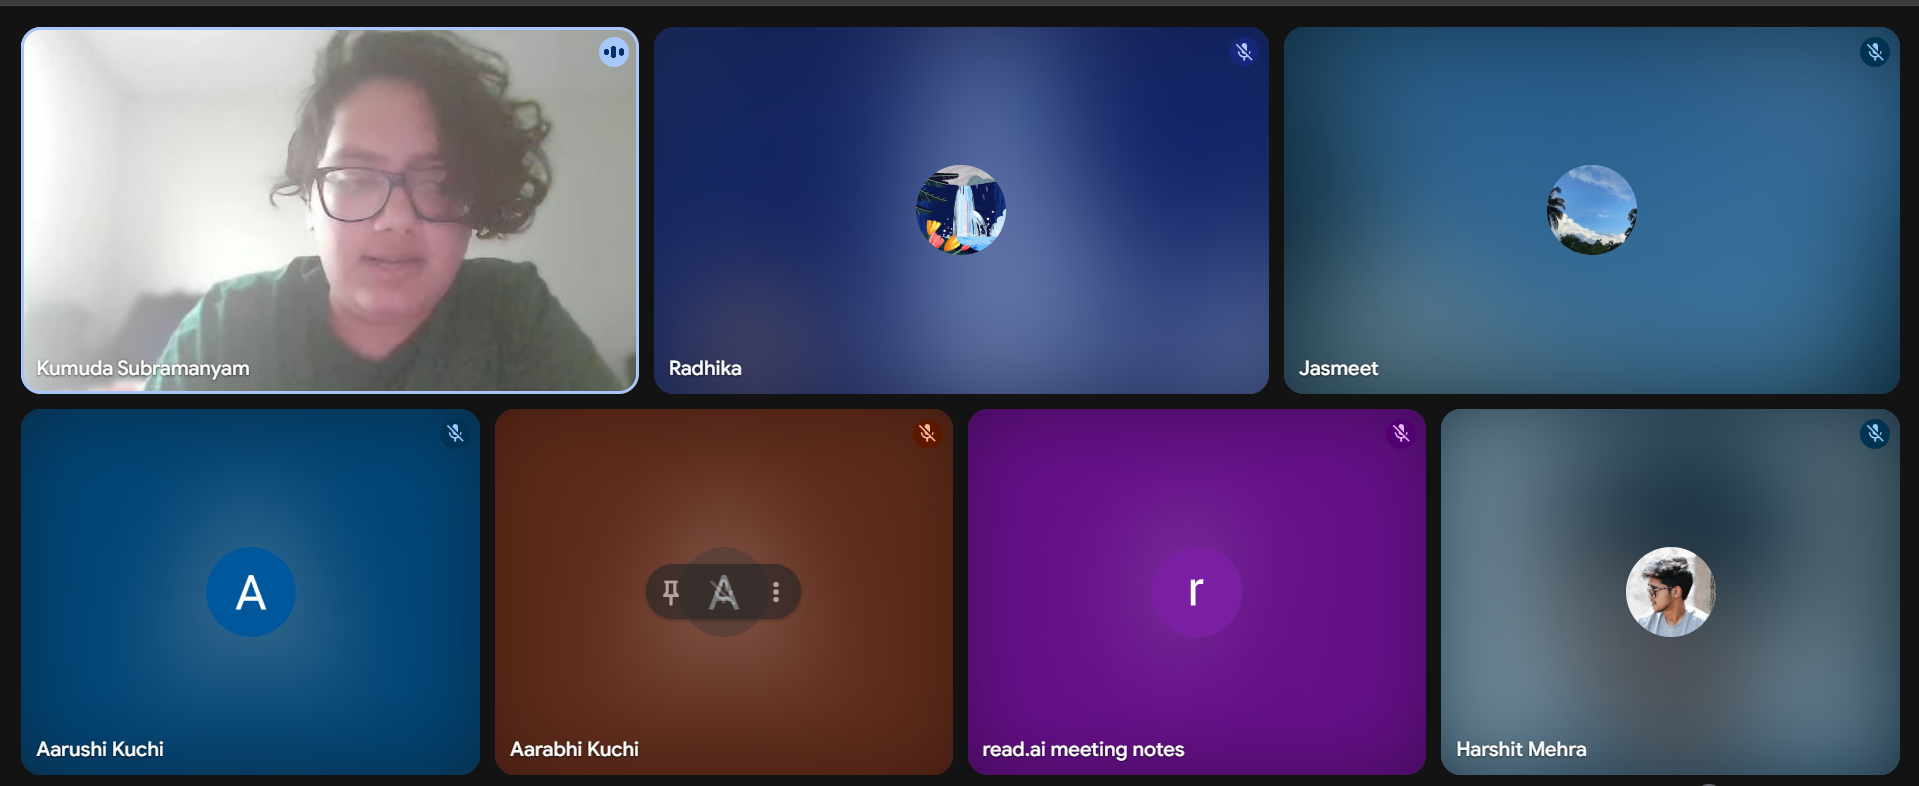 Kumuda Subramanyam
Radhika
Jasmeet
A
Aarushi Kuchi
A
Aarabhi Kuchi
r
read.ai meeting notes
Harshit Mehra